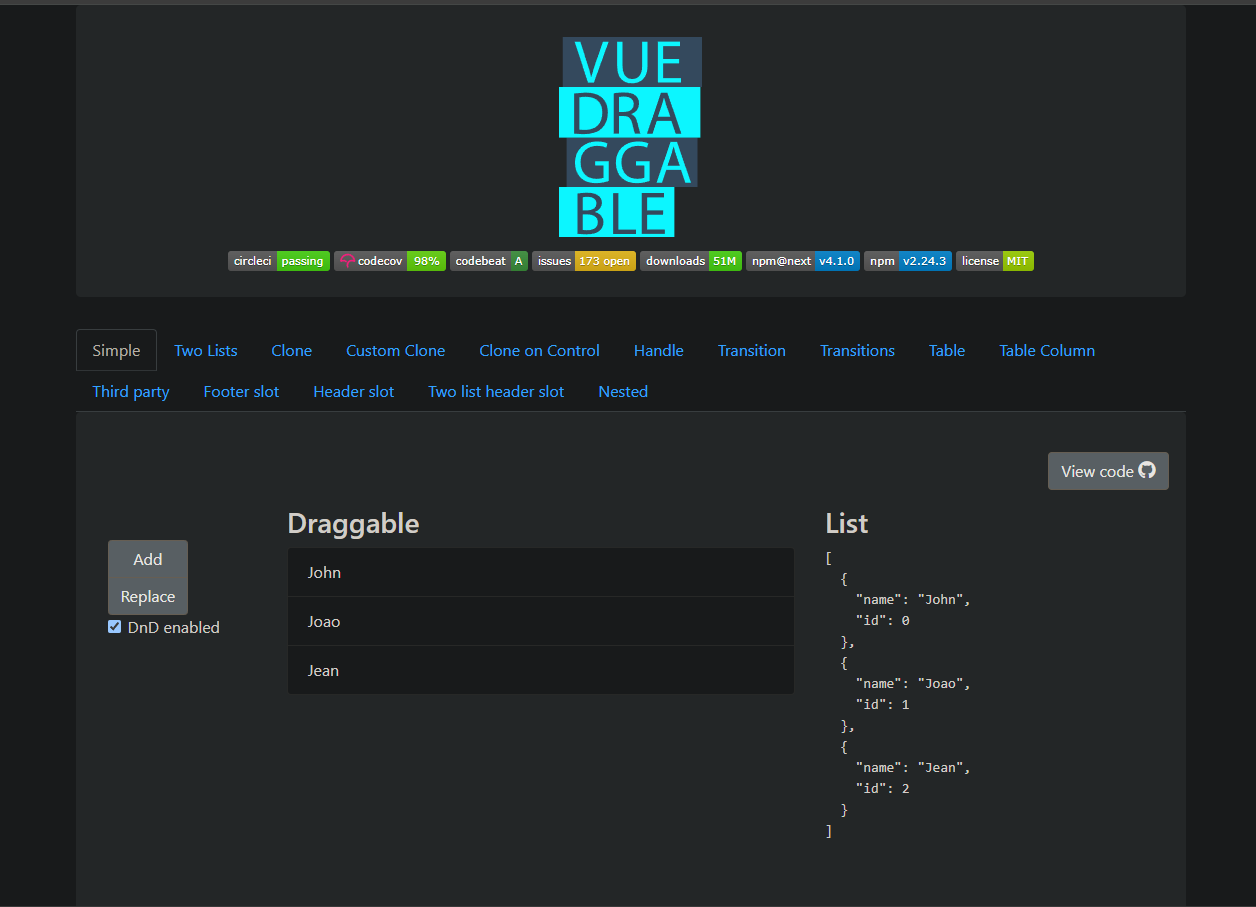 VUE
DRA
GGA
BLE
circleci passing codecov 98% codebeat A issues 173 open downloads 51M npm@next v4.1.0 npm v2.24.3 license MIT
Simple Two Lists Clone Custom Clone Clone on Control Handle Transition Transitions Table Table Column
Third party Footer slot Header slot Two list header slot Nested
View code
Add
Replace
DnD enabled
Draggable
John
Joao
Jean
List
[
  {
    "name": "John",
    "id": 0
  },
  {
    "name": "Joao",
    "id": 1
  },
  {
    "name": "Jean",
    "id": 2
  }
]